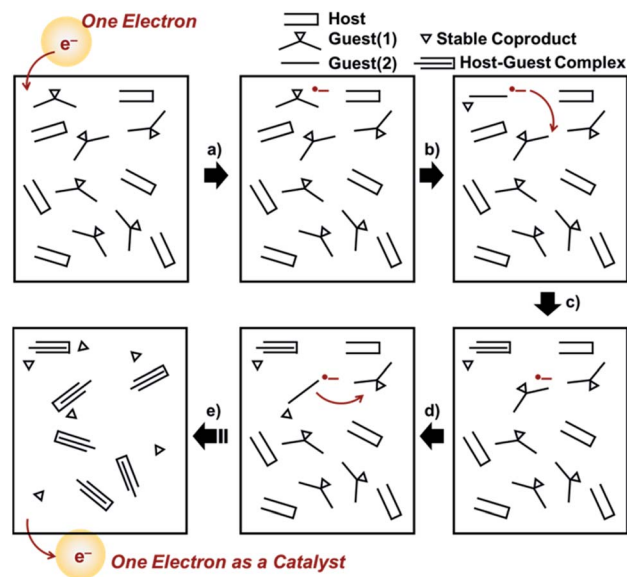 One Electron
e⁻
Host
Guest(1)
Guest(2)
Stable Coproduct
Host-Guest Complex
a)
b)
c)
d)
e)
e⁻
One Electron as a Catalyst